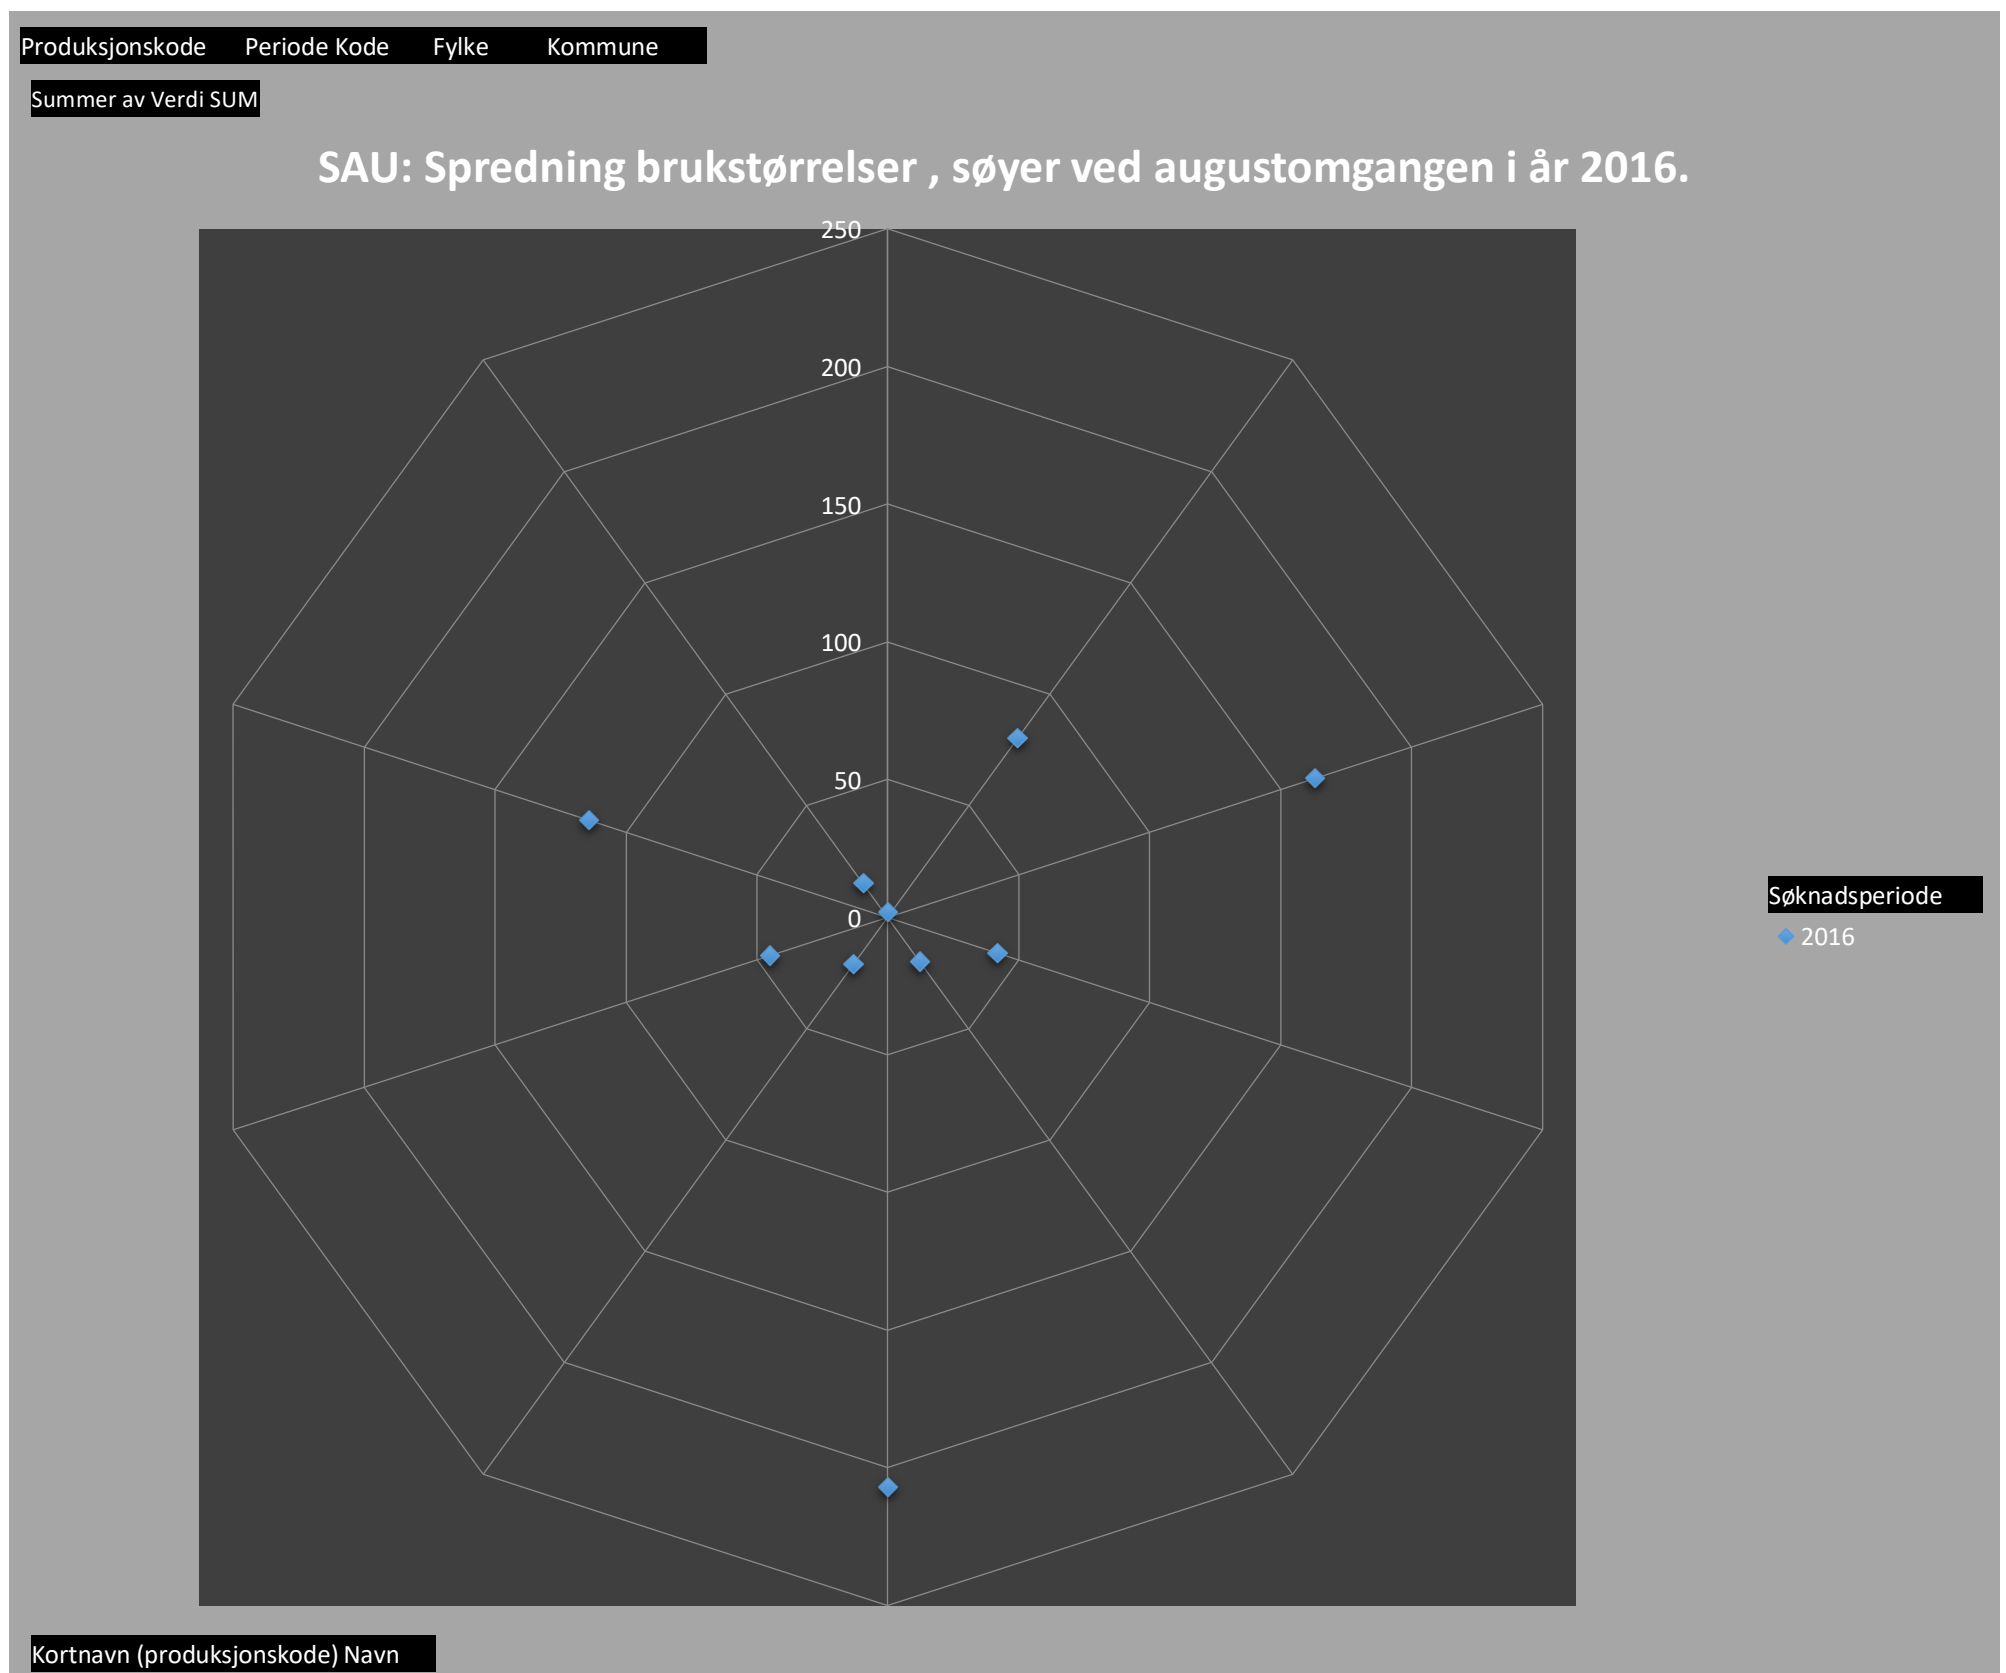 Produksjonskode Periode Kode Fylke Kommune
Summer av Verdi SUM
SAU: Spredning brukstørrelser , søyer ved augustomgangen i år 2016.
250
200
150
100
50
0
Søknadsperiode
2016
Kortnavn (produksjonskode) Navn